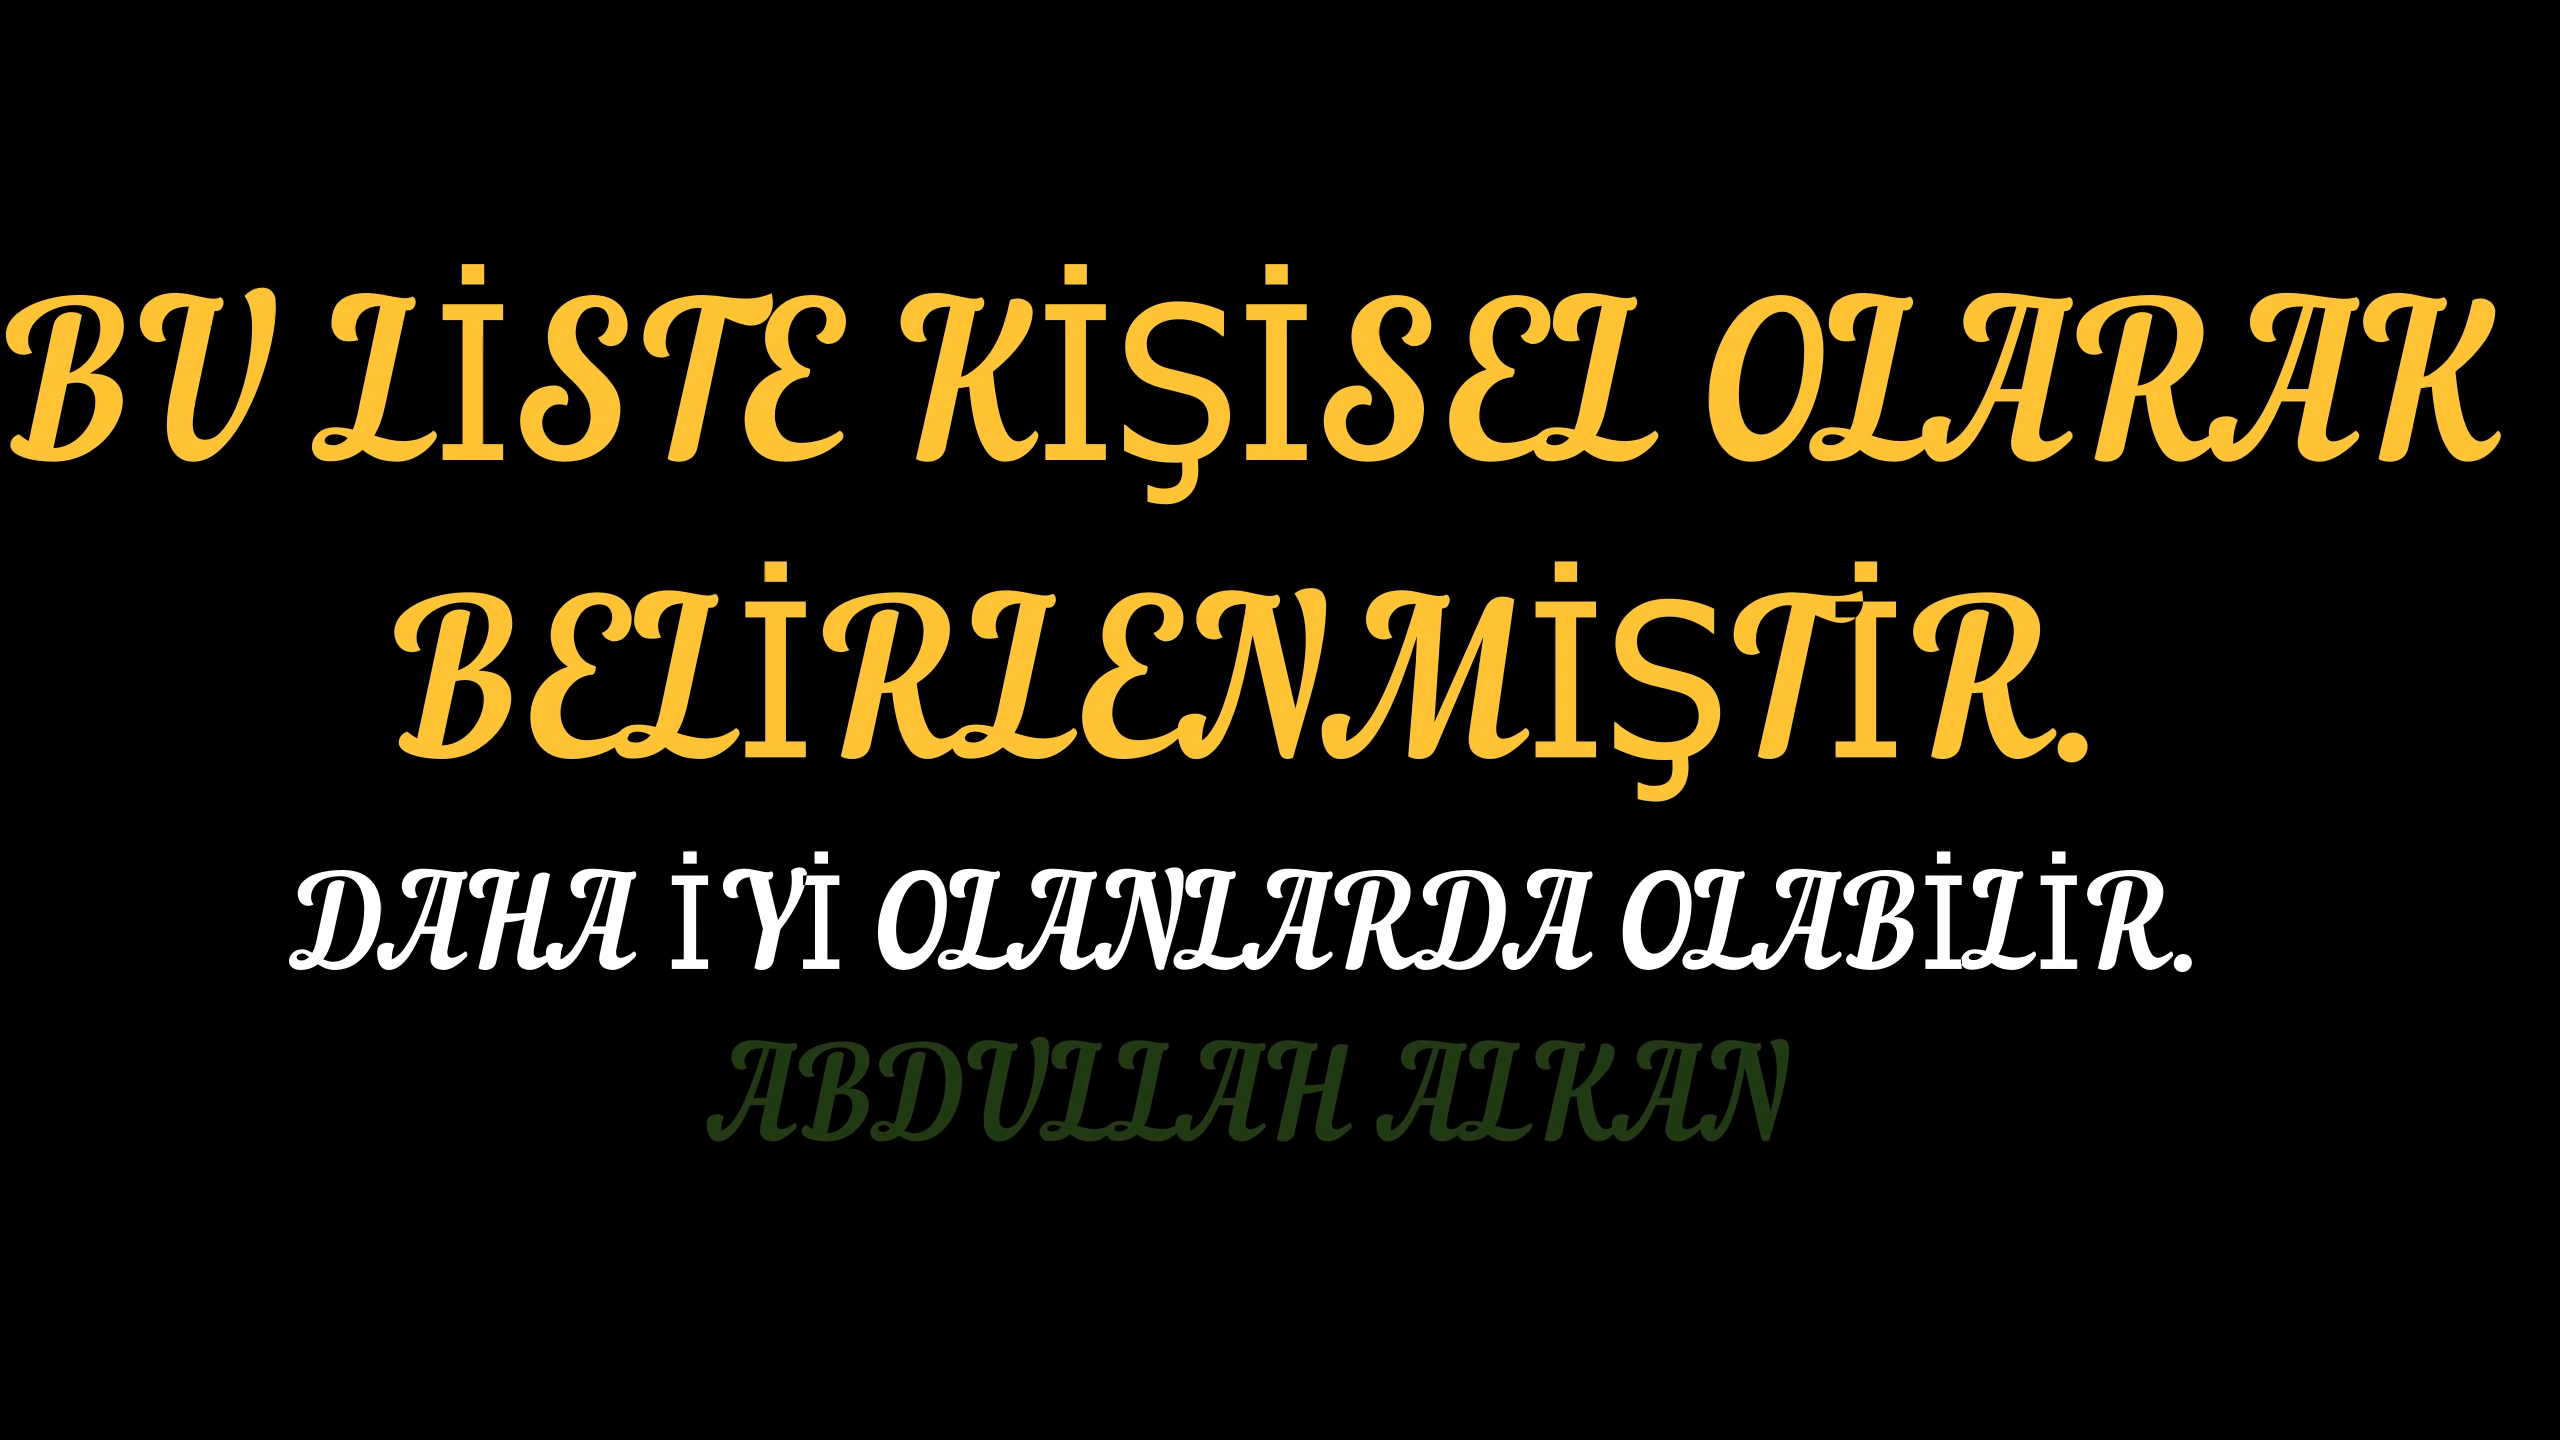 BU LİSTE KİŞİSEL OLARAK
BELİRLENMİŞTİR.
DAHA İYİ OLANLARDA OLABİLİR.
ABDULLAH ALKAN